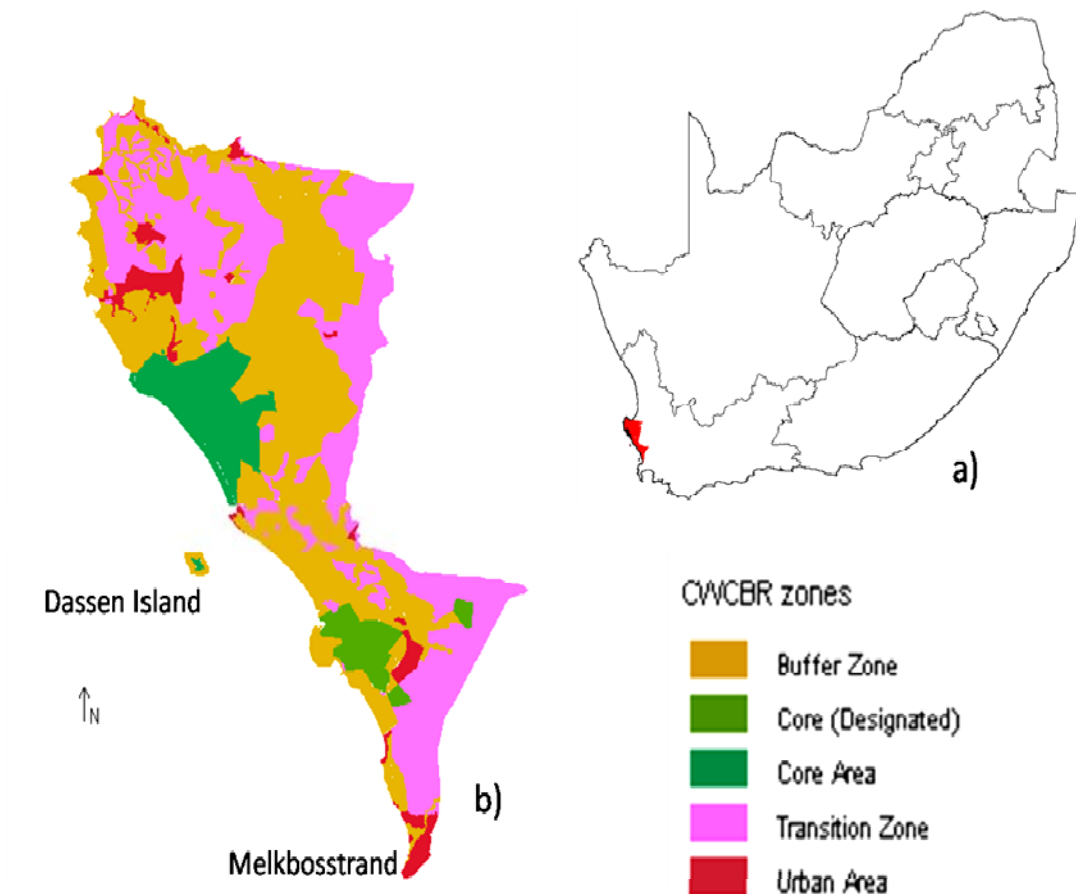 a)
Dassen Island
N
b)
Melkbosstrand
CWCBR zones
Buffer Zone
Core (Designated)
Core Area
Transition Zone
Urban Area